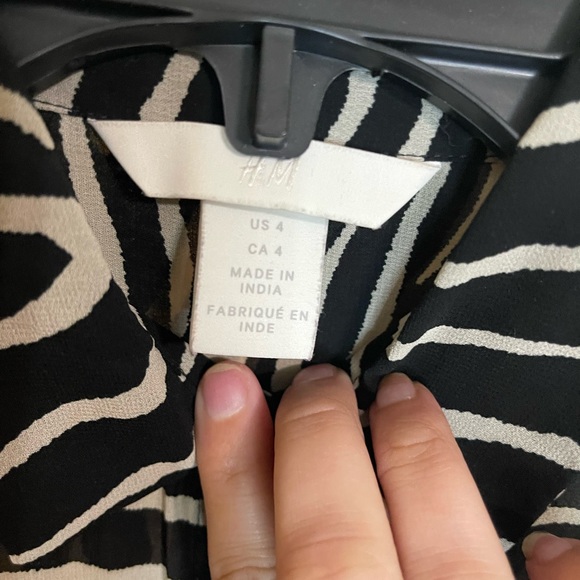 H&M
US 4
CA 4
MADE IN
INDIA
FABRIQUÉ EN
INDE